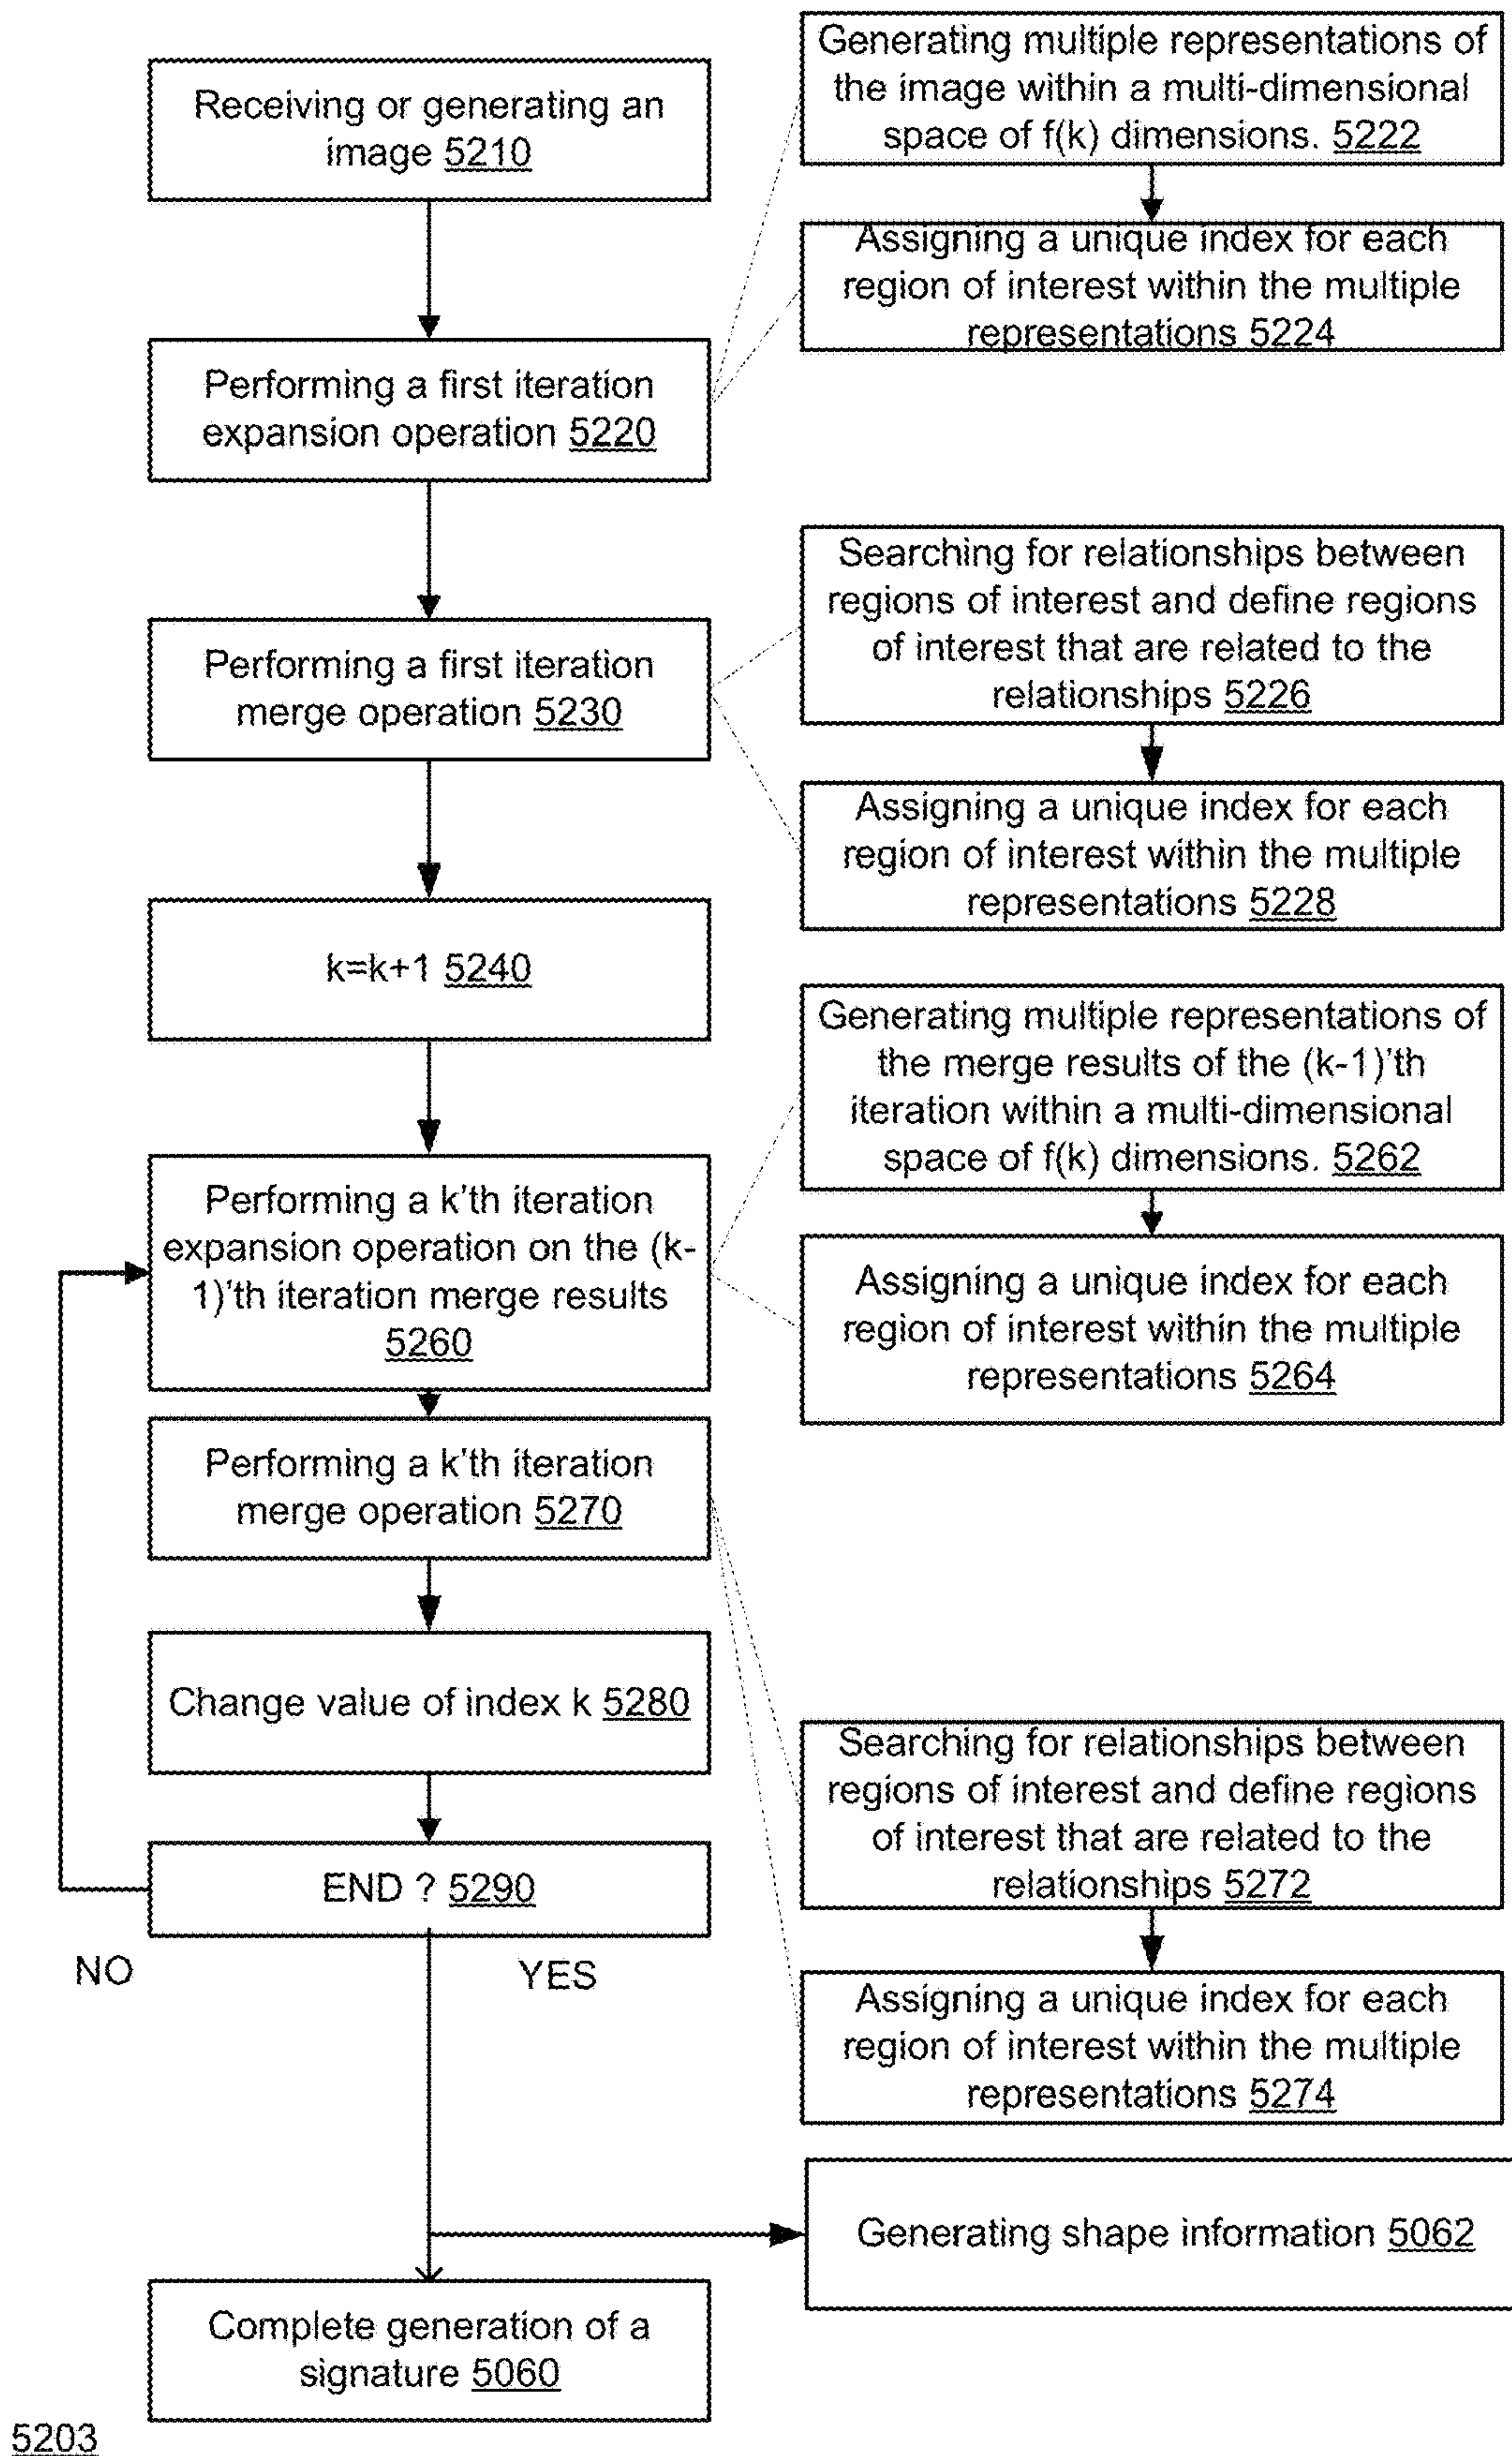 Receiving or generating an
image 5210
Generating multiple representations of
the image within a multi-dimensional
space of f(k) dimensions. 5222
Assigning a unique index for each
region of interest within the multiple
representations 5224
Performing a first iteration
expansion operation 5220
Searching for relationships between
regions of interest and define regions
of interest that are related to the
relationships 5226
Performing a first iteration
merge operation 5230
Assigning a unique index for each
region of interest within the multiple
representations 5228
k=k+1 5240
Generating multiple representations of
the merge results of the (k-1)’th
iteration within a multi-dimensional
space of f(k) dimensions. 5262
Performing a k’th iteration
expansion operation on the (k-
1)’th iteration merge results
5260
Assigning a unique index for each
region of interest within the multiple
representations 5264
Performing a k’th iteration
merge operation 5270
Change value of index k 5280
Searching for relationships between
regions of interest and define regions
of interest that are related to the
relationships 5272
END ? 5290
NO
YES
Assigning a unique index for each
region of interest within the multiple
representations 5274
Generating shape information 5062
Complete generation of a
signature 5060
5203